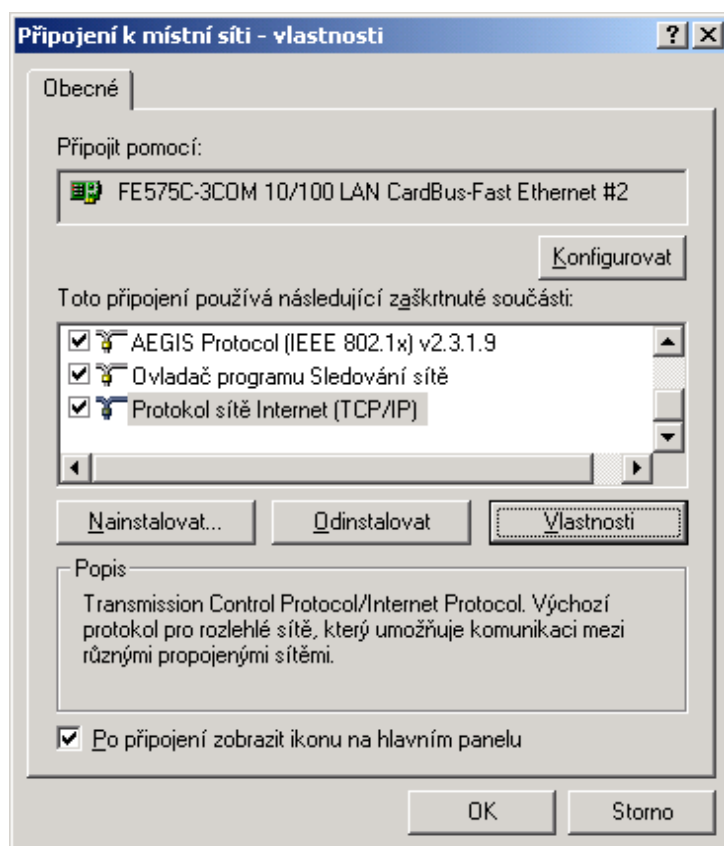 Připojení k místní síti - vlastnosti
Obecné
Připojit pomocí:
FE575C-3COM 10/100 LAN CardBus-Fast Ethernet #2
Konfigurovat
Toto připojení používá následující zaškrtnuté součásti:
AEGIS Protocol (IEEE 802.1x) v2.3.1.9
Ovladač programu Sledování sítě
Protokol sítě Internet (TCP/IP)
Nainstalovat... Odinstalovat Vlastnosti
Popis
Transmission Control Protocol/Internet Protocol. Výchozí
protokol pro rozlehlé sítě, který umožňuje komunikaci mezi
různými propojenými sítěmi.
Po připojení zobrazit ikonu na hlavním panelu
OK Storno